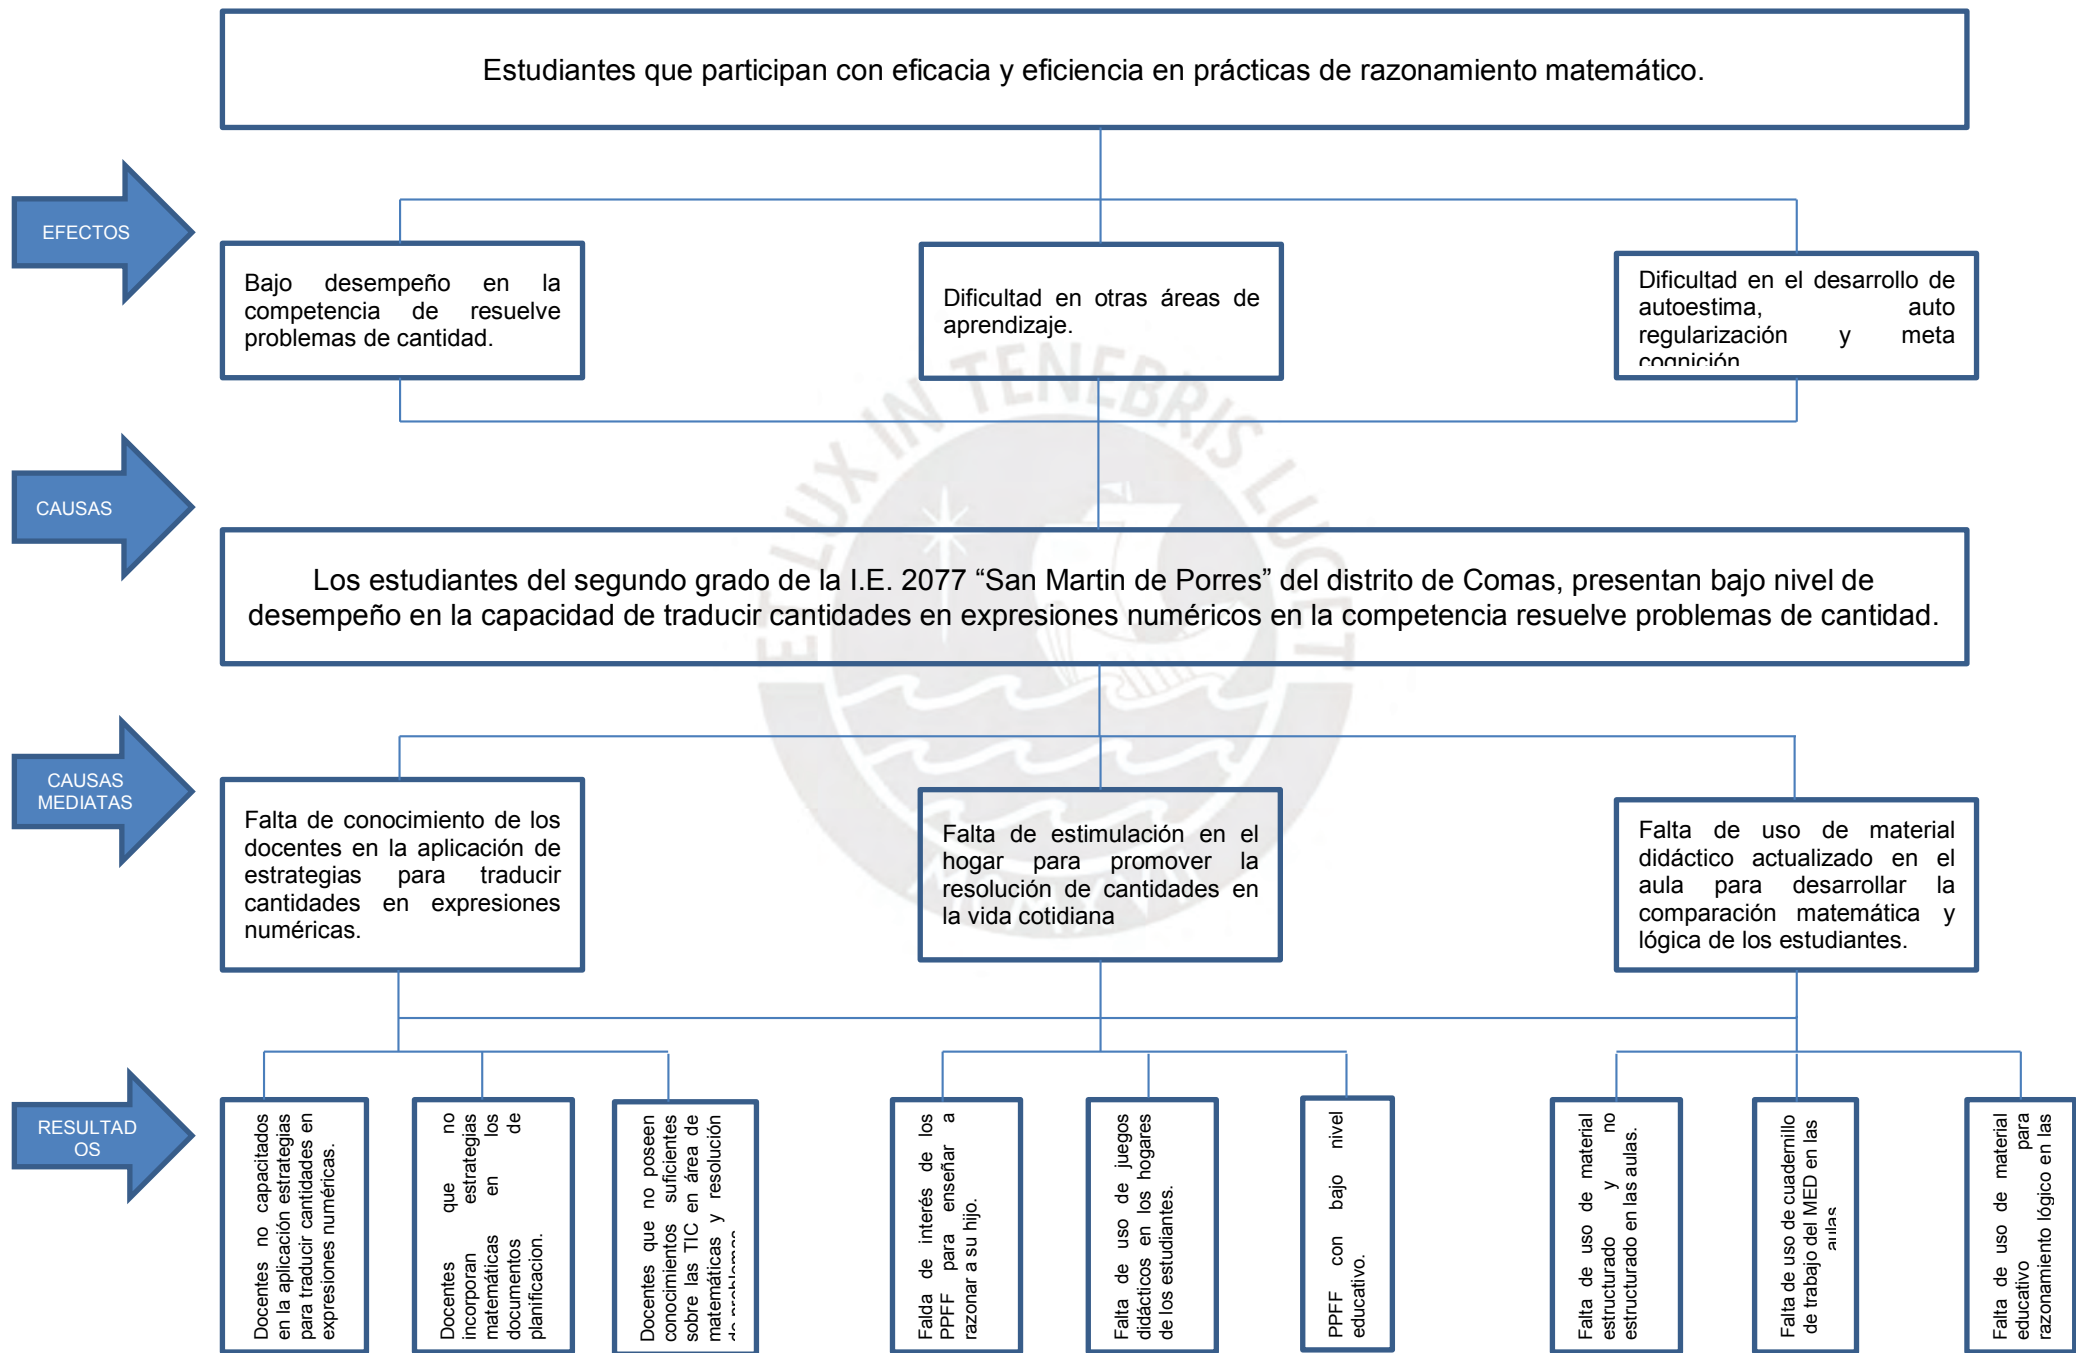 Estudiantes que participan con eficacia y eficiencia en prácticas de razonamiento matemático.
EFECTOS
Bajo desempeño en la
competencia de resuelve
problemas de cantidad.
Dificultad en otras áreas de
aprendizaje.
Dificultad en el desarrollo de
autoestima, auto
regularización y meta
cognición
CAUSAS
Los estudiantes del segundo grado de la I.E. 2077 “San Martin de Porres” del distrito de Comas, presentan bajo nivel de
desempeño en la capacidad de traducir cantidades en expresiones numéricos en la competencia resuelve problemas de cantidad.
ET LUX IN TENEBRIS LUCET
CAUSAS
MEDIATAS
Falta de conocimiento de los
docentes en la aplicación de
estrategias para traducir
cantidades en expresiones
numéricas.
Falta de estimulación en el
hogar para promover la
resolución de cantidades en
la vida cotidiana
Falta de uso de material
didáctico actualizado en el
aula para desarrollar la
comparación matemática y
lógica de los estudiantes.
RESULTAD
OS
Docentes no capacitados
en la aplicación estrategias
para traducir cantidades en
expresiones numéricas.
Docentes que no
incorporan estrategias
matemáticas en los
documentos de
planificacion.
Docentes que no poseen
conocimientos suficientes
sobre las TIC en área de
matemáticas y resolución
de problemas
Falda de interés de los
PPFF para enseñar a
razonar a su hijo.
Falta de uso de juegos
didácticos en los hogares
de los estudiantes.
PPFF con bajo nivel
educativo.
Falta de uso de material
estructurado y no
estructurado en las aulas.
Falta de uso de cuadernillo
de trabajo del MED en las
aulas
Falta de uso de material
educativo para
razonamiento lógico en las